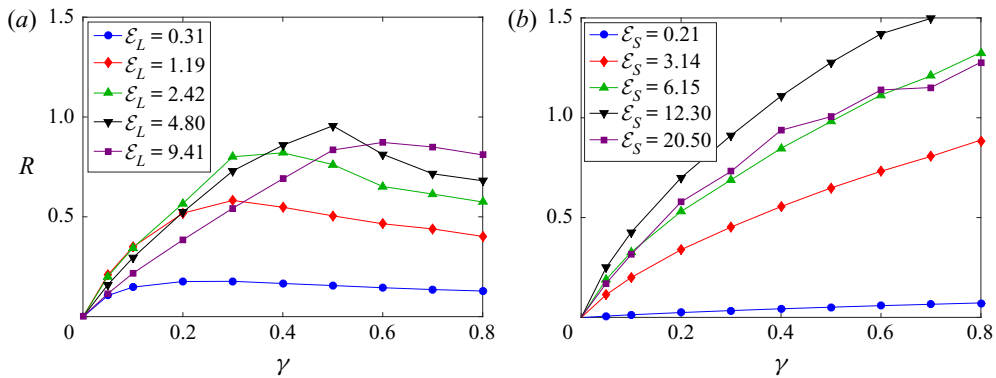 (a)
1.5
1.0
0.5
0
0.2
0.4
0.6
0.8
R
γ
ℰL = 0.31
ℰL = 1.19
ℰL = 2.42
ℰL = 4.80
ℰL = 9.41
(b)
1.5
1.0
0.5
0
0.2
0.4
0.6
0.8
γ
ℰS = 0.21
ℰS = 3.14
ℰS = 6.15
ℰS = 12.30
ℰS = 20.50